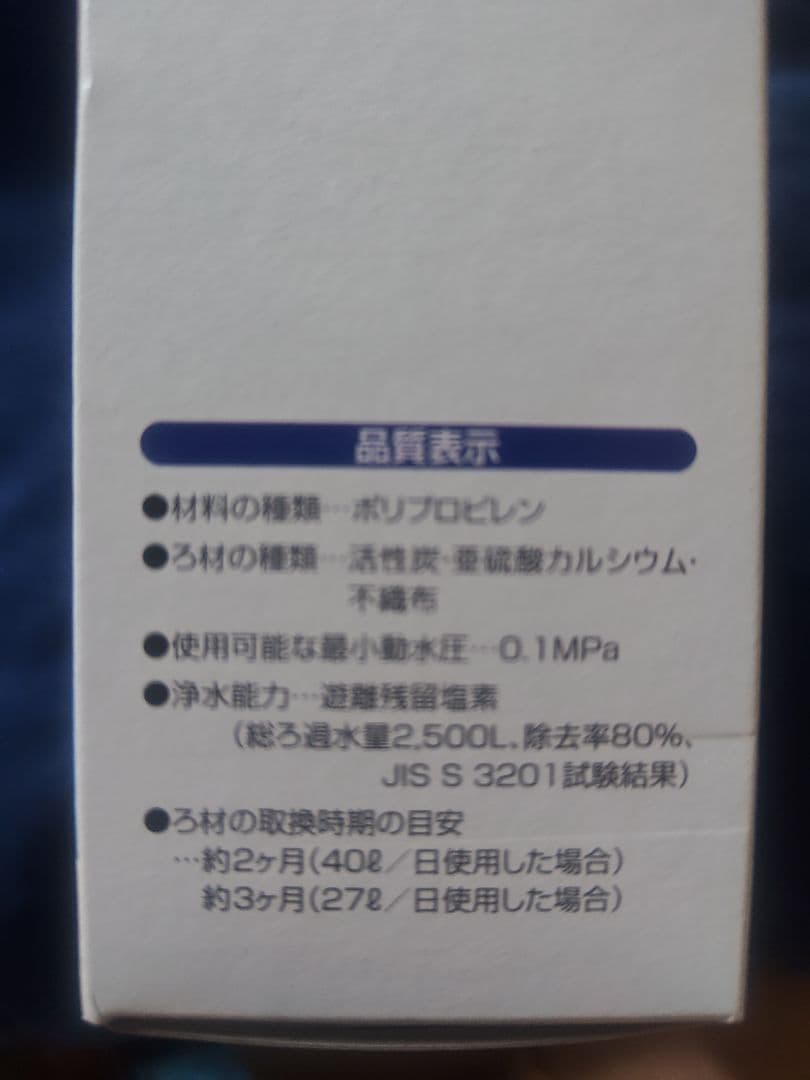 品質表示
●材料の種類…ポリプロピレン
●ろ材の種類…活性炭・亜硫酸カルシウム・
不織布
●使用可能な最小動水圧…0.1MPa
●浄水能力…遊離残留塩素
(総ろ過水量2,500L、除去率80%、
JIS S 3201試験結果)
●ろ材の取換時期の目安
…約2ヶ月(40ℓ/日使用した場合)
約3ヶ月(27ℓ/日使用した場合)